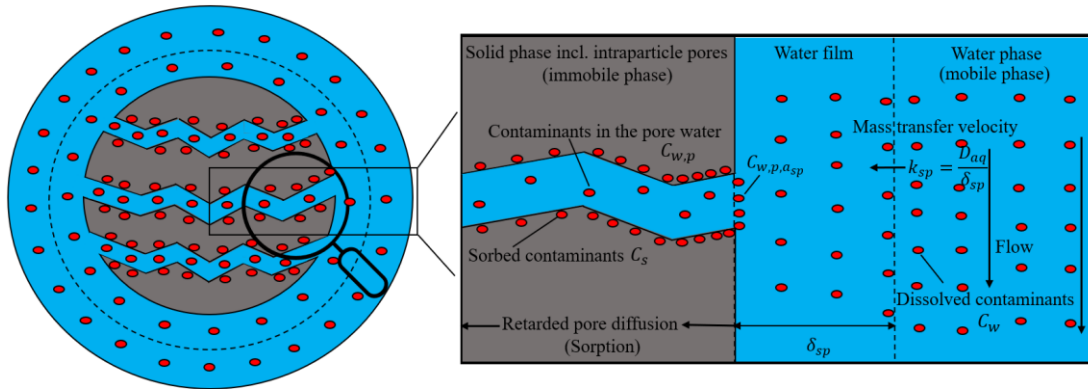 Solid phase incl. intraparticle pores
(immobile phase)
Water film
Water phase
(mobile phase)
Contaminants in the pore water
C_{w,p}
C_{w,p,a_{sp}}
Mass transfer velocity
k_{sp} = \frac{D_{aq}}{\delta_{sp}}
Flow
Sorbed contaminants C_s
Dissolved contaminants
C_w
Retarded pore diffusion
(Sorption)
δ_{sp}